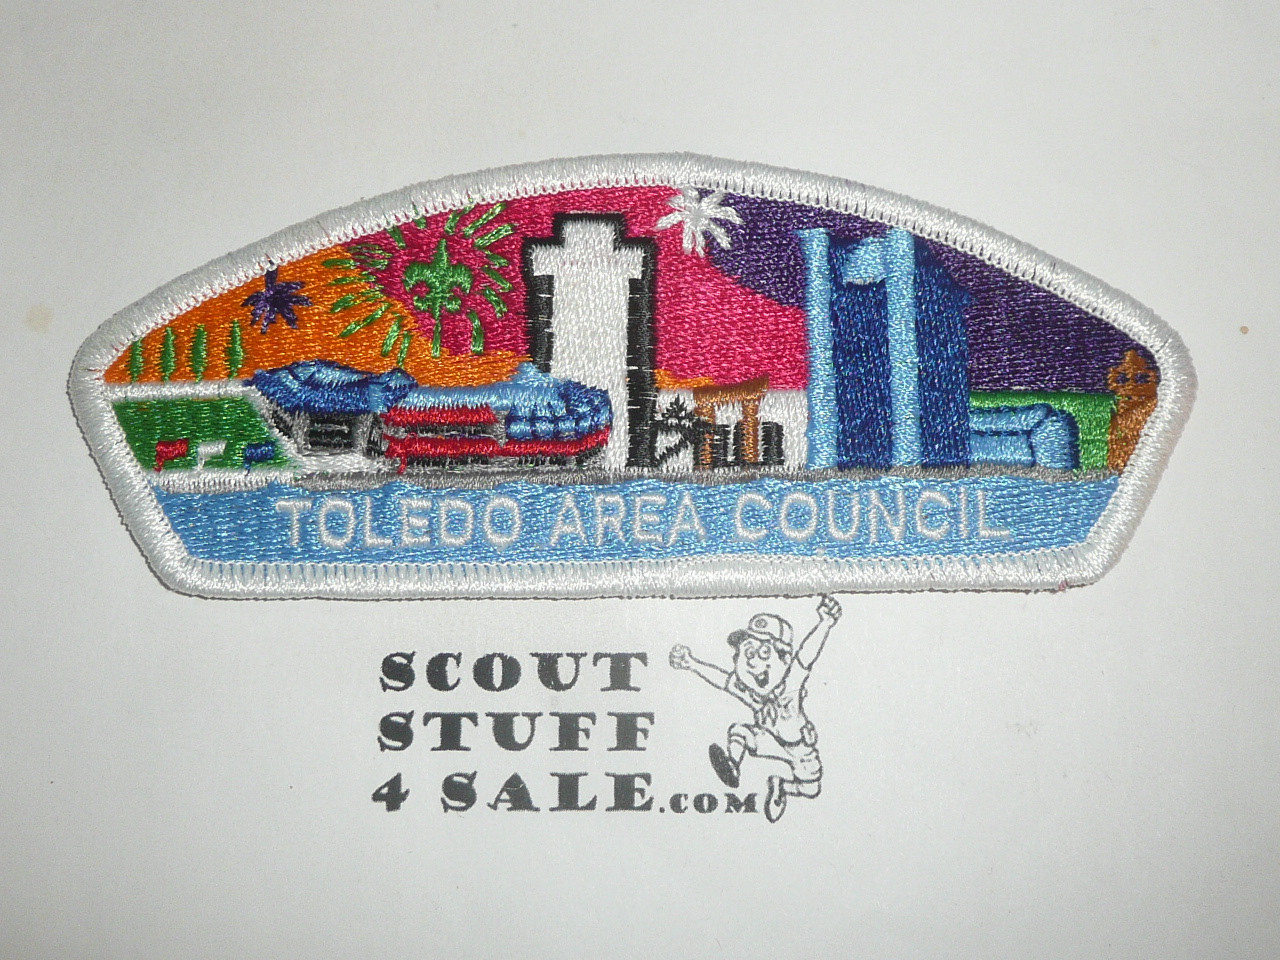 TOLEDO AREA COUNCIL
SCOUT
STUFF
4 SALE.COM